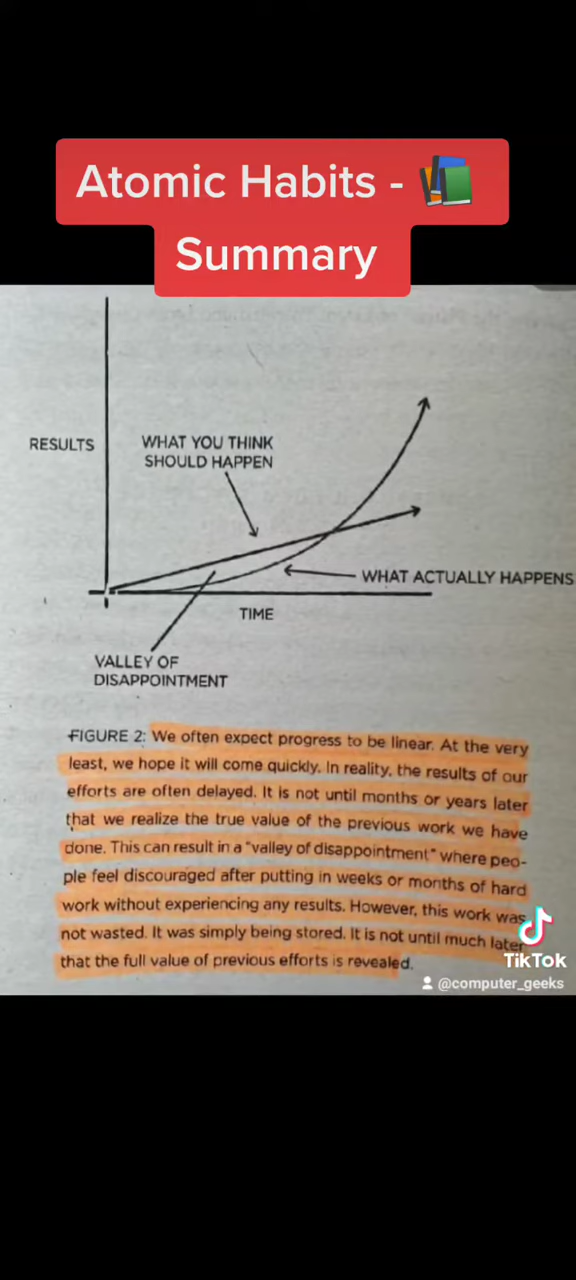 Atomic Habits - 📚
Summary
RESULTS
WHAT YOU THINK
SHOULD HAPPEN
WHAT ACTUALLY HAPPENS
TIME
VALLEY OF
DISAPPOINTMENT
FIGURE 2: We often expect progress to be linear. At the very
least, we hope it will come quickly. In reality, the results of our
efforts are often delayed. It is not until months or years later
that we realize the true value of the previous work we have
done. This can result in a "valley of disappointment" where peo-
ple feel discouraged after putting in weeks or months of hard
work without experiencing any results. However, this work was
not wasted. It was simply being stored. It is not until much later
that the full value of previous efforts is revealed.
TikTok
@computer_geeks